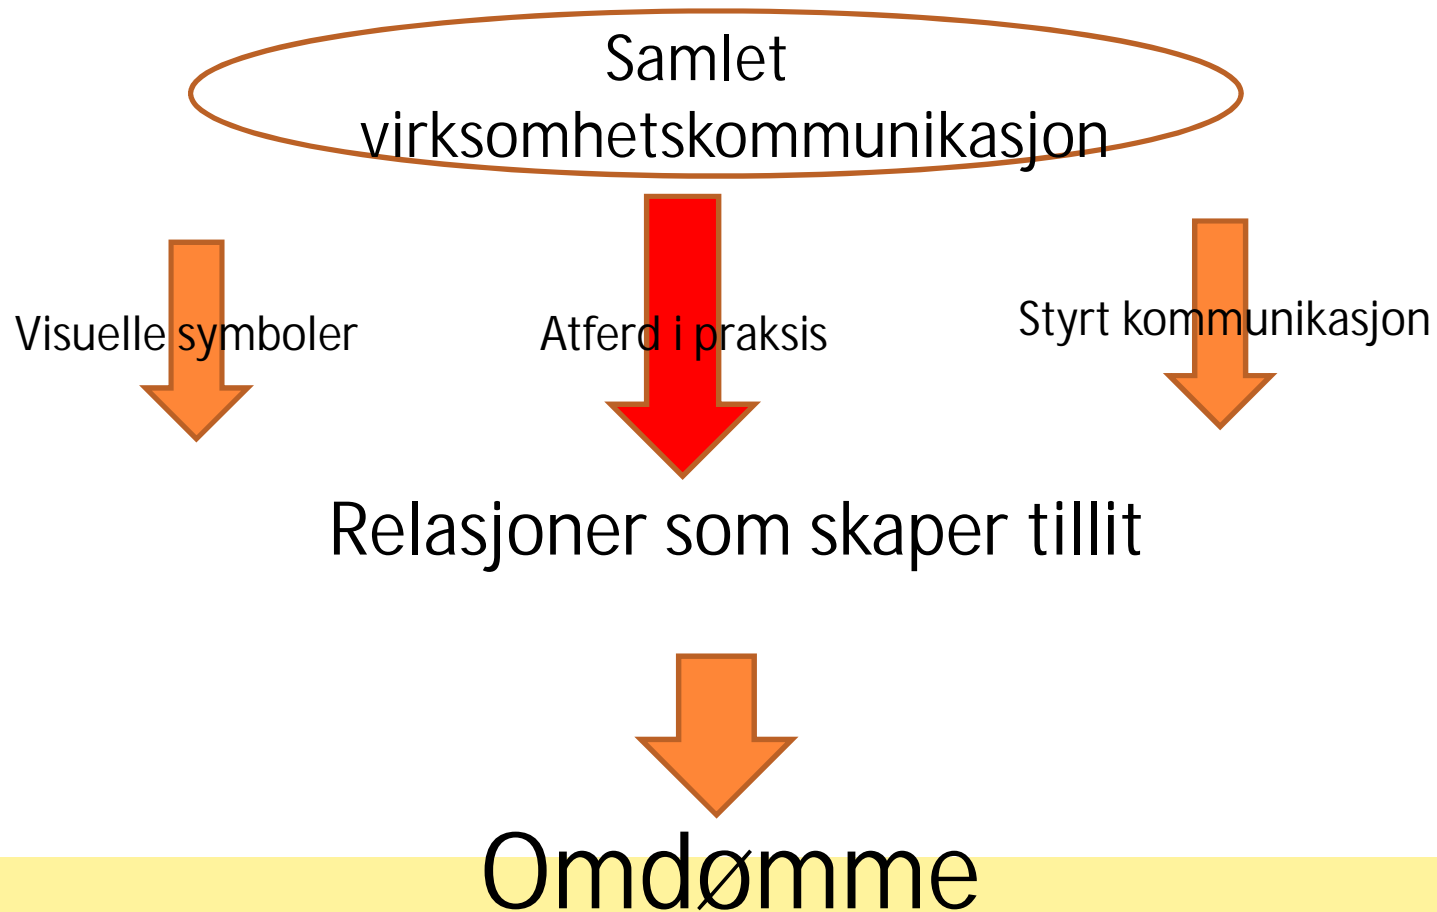 Samlet
virksomhetskommunikasjon
Visuelle symboler
Atferd i praksis
Styrt kommunikasjon
Relasjoner som skaper tillit
Omdømme